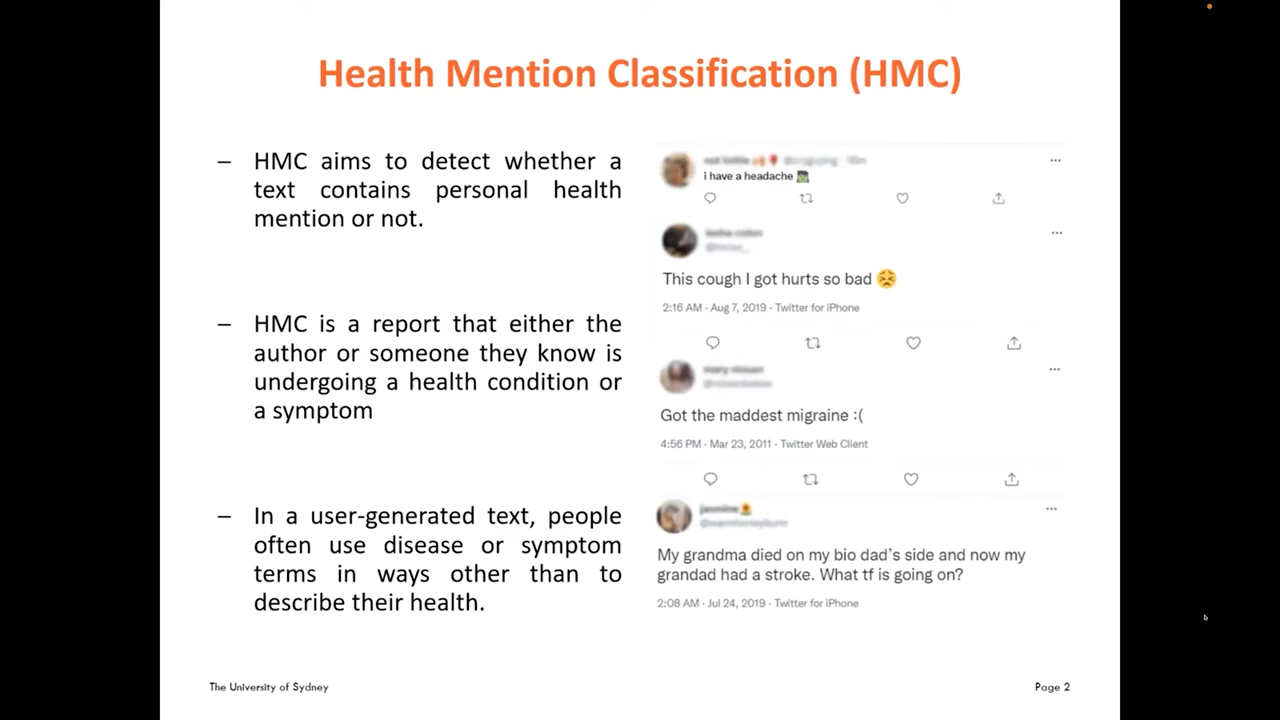 Health Mention Classification (HMC)
– HMC aims to detect whether a
text contains personal health
mention or not.
– HMC is a report that either the
author or someone they know is
undergoing a health condition or
a symptom
– In a user-generated text, people
often use disease or symptom
terms in ways other than to
describe their health.
i have a headache
This cough I got hurts so bad 😣
2:16 AM · Aug 7, 2019 · Twitter for iPhone
Got the maddest migraine :(
4:56 PM · Mar 23, 2011 · Twitter Web Client
My grandma died on my bio dad's side and now my
grandad had a stroke. What tf is going on?
2:08 AM · Jul 24, 2019 · Twitter for iPhone
The University of Sydney
Page 2